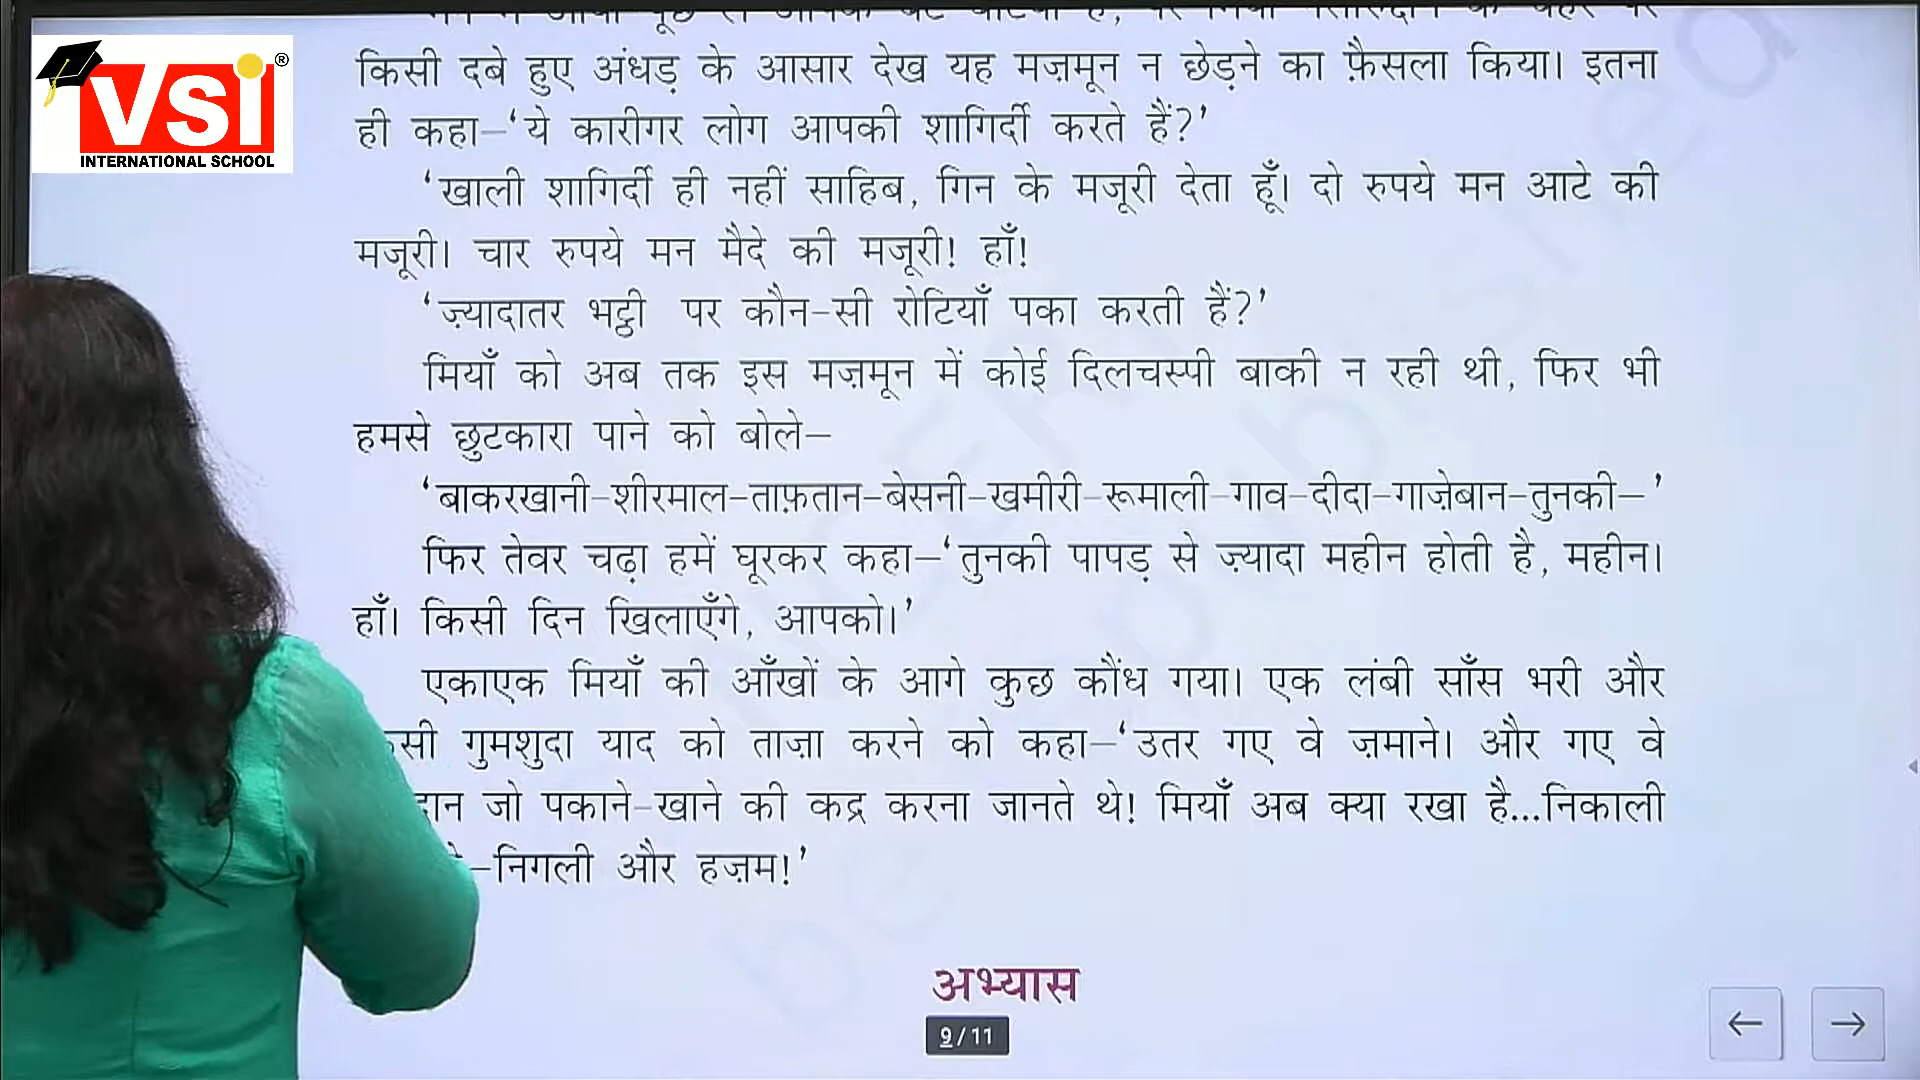 VSI®
INTERNATIONAL SCHOOL
किसी दबे हुए अंधड़ के आसार देख यह मज़मून न छेड़ने का फ़ैसला किया। इतना
ही कहा–‘ये कारीगर लोग आपकी शागिर्दी करते हैं?’
‘खाली शागिर्दी ही नहीं साहिब, गिन के मजूरी देता हूँ। दो रुपये मन आटे की
मजूरी। चार रुपये मन मैदे की मजूरी! हाँ!
‘ज़्यादातर भट्ठी पर कौन-सी रोटियाँ पका करती हैं?’
मियाँ को अब तक इस मज़मून में कोई दिलचस्पी बाकी न रही थी, फिर भी
हमसे छुटकारा पाने को बोले–
‘बाकरखानी-शीरमाल-ताफ़तान-बेसनी-खमीरी-रूमाली-गाव-दीदा-गाज़ेबान-तुनकी–’
फिर तेवर चढ़ा हमें घूरकर कहा–‘तुनकी पापड़ से ज़्यादा महीन होती है, महीन।
हाँ। किसी दिन खिलाएँगे, आपको।’
एकाएक मियाँ की आँखों के आगे कुछ कौंध गया। एक लंबी साँस भरी और
सी गुमशुदा याद को ताज़ा करने को कहा–‘उतर गए वे ज़माने। और गए वे
दान जो पकाने-खाने की कद्र करना जानते थे! मियाँ अब क्या रखा है...निकाली
–निगली और हज़म!’
अभ्यास
9/11